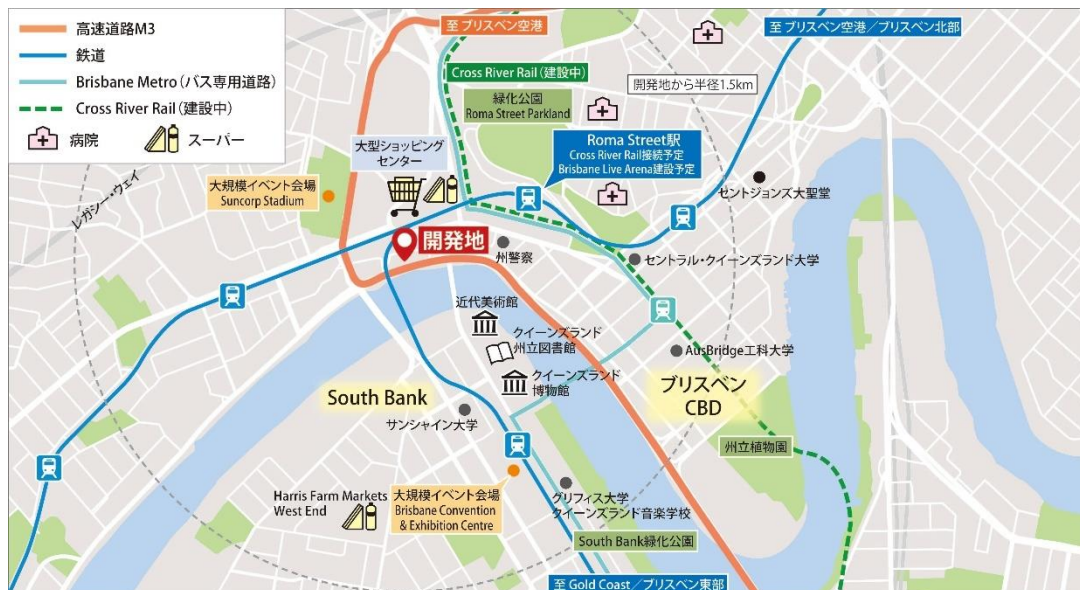 高速道路M3
鉄道
Brisbane Metro(バス専用道路)
Cross River Rail(建設中)
病院
スーパー
至 ブリスベン空港
至 ブリスベン空港／ブリスベン北部
Cross River Rail(建設中)
開発地から半径1.5km
緑化公園
Roma Street Parkland
Roma Street駅
Cross River Rail接続予定
Brisbane Live Arena建設予定
大型ショッピング
センター
大規模イベント会場
Suncorp Stadium
レガシー・ウェイ
セントジョンズ大聖堂
開発地
州警察
セントラル・クイーンズランド大学
近代美術館
クイーンズランド
州立図書館
クイーンズランド
博物館
AusBridge工科大学
South Bank
ブリスベン
CBD
サンシャイン大学
州立植物園
Harris Farm Markets
West End
大規模イベント会場
Brisbane Convention
& Exhibition Centre
グリフィス大学
クイーンズランド音楽学校
South Bank緑化公園
至 Gold Coast／ブリスベン東部